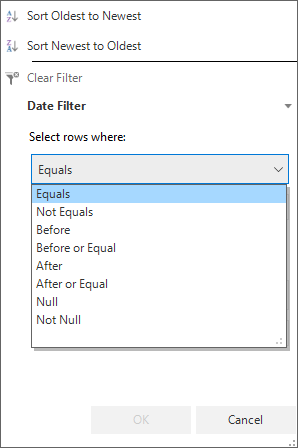 Sort Oldest to Newest
Sort Newest to Oldest
Clear Filter
Date Filter
Select rows where:
Equals
Equals
Not Equals
Before
Before or Equal
After
After or Equal
Null
Not Null
OK
Cancel